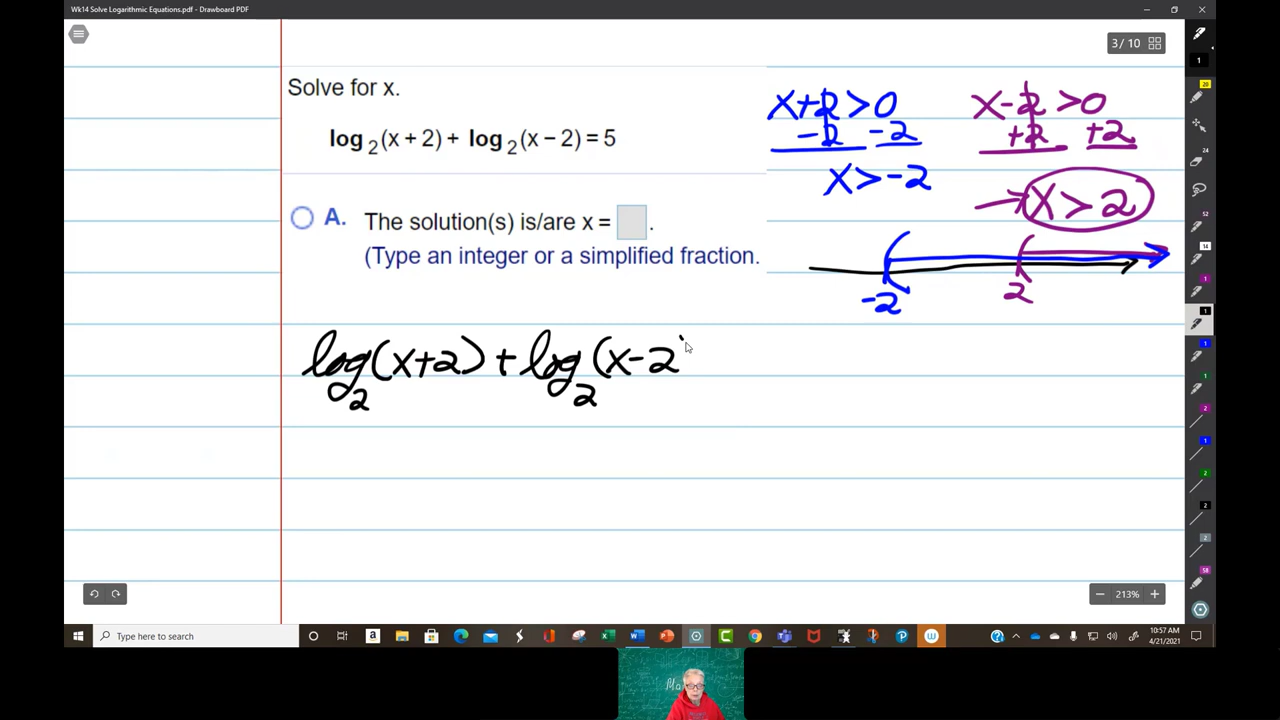 Wk14 Solve Logarithmic Equations.pdf - Drawboard PDF
3 / 10
Solve for x.
log 2 (x + 2) + log 2 (x − 2) = 5
A. The solution(s) is/are x = .
(Type an integer or a simplified fraction.
x+2 > 0
-2 -2
x > -2
x-2 > 0
+2 +2
→ x > 2
-2 2
log2(x+2) + log2(x-2
213%
Type here to search
10:57 AM
4/21/2021